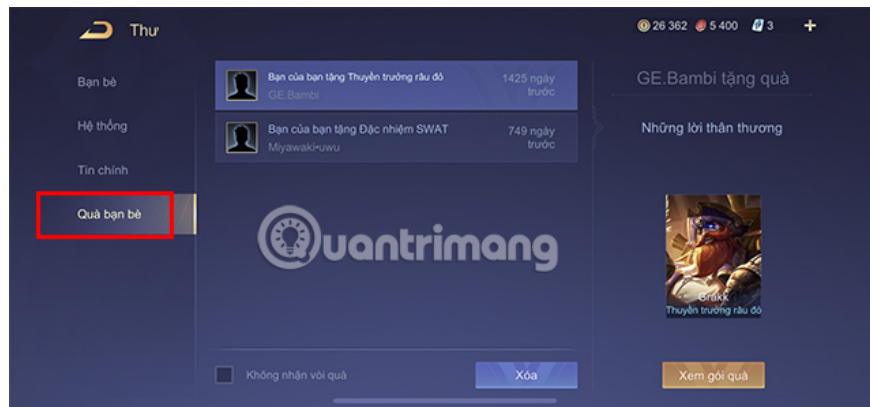 Thư
26 362 5 400 3 +
Bạn bè
Hệ thống
Tin chính
Quà bạn bè
Bạn của bạn tặng Thuyền trưởng râu đỏ
GE.Bambi
1425 ngày
trước
Bạn của bạn tặng Đặc nhiệm SWAT
Miyawaki•uwu
749 ngày
trước
Quantrimang
Không nhận vòi quà
Xóa
GE.Bambi tặng quà
Những lời thân thương
Grakk
Thuyền trưởng râu đỏ
Xem gói quà